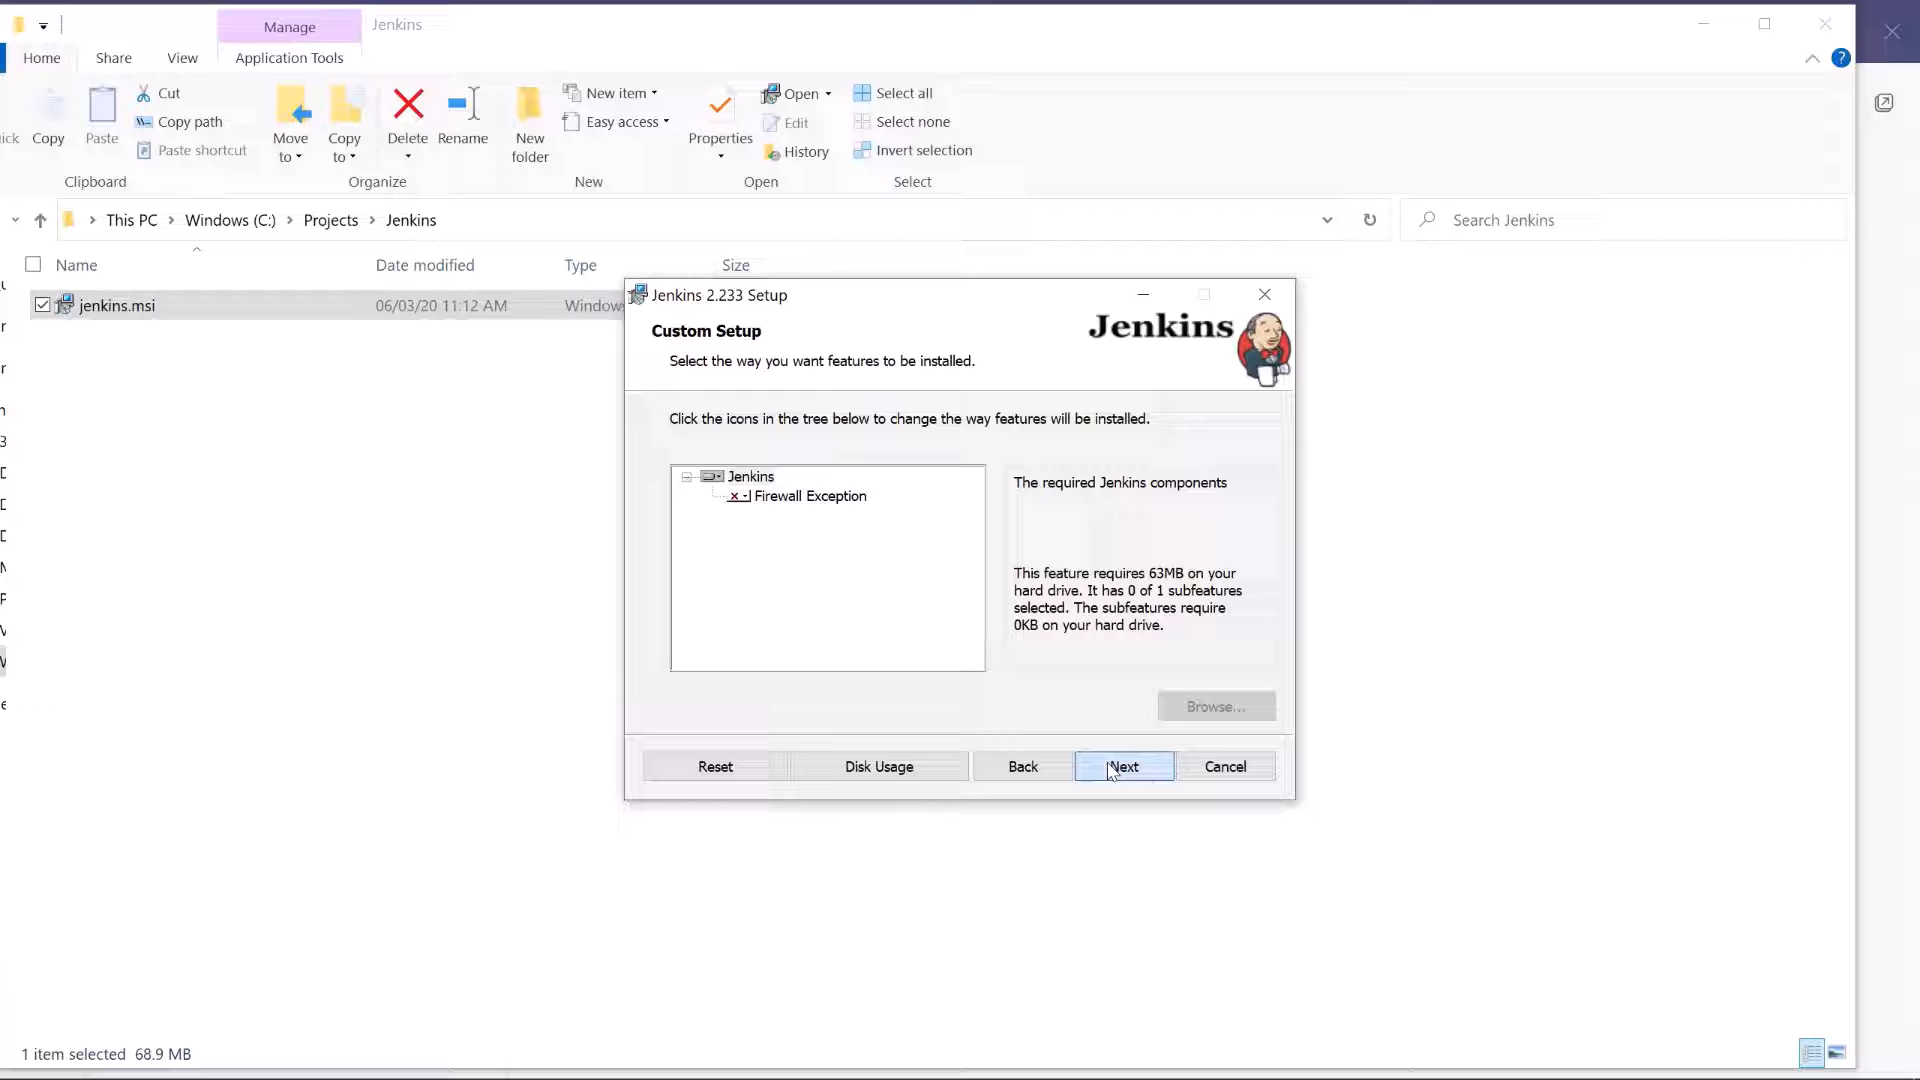 Manage
Jenkins
Home
Share
View
Application Tools
Copy
Paste
Cut
Copy path
Paste shortcut
Clipboard
Move to
Copy to
Delete
Rename
Organize
New folder
New item
Easy access
New
Properties
Open
Edit
History
Open
Select all
Select none
Invert selection
Select
This PC > Windows (C:) > Projects > Jenkins
Search Jenkins
Name
Date modified
Type
Size
jenkins.msi
06/03/20 11:12 AM
Jenkins 2.233 Setup
Custom Setup
Jenkins
Select the way you want features to be installed.
Click the icons in the tree below to change the way features will be installed.
Jenkins
Firewall Exception
The required Jenkins components
This feature requires 63MB on your
hard drive. It has 0 of 1 subfeatures
selected. The subfeatures require
0KB on your hard drive.
Browse...
Reset
Disk Usage
Back
Next
Cancel
1 item selected 68.9 MB